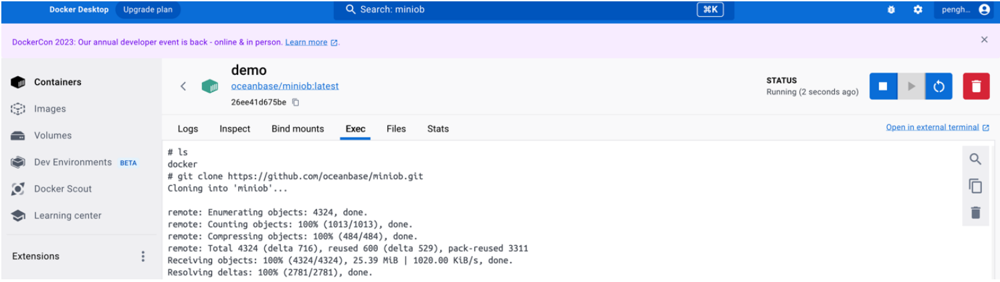 Docker Desktop Upgrade plan Search: miniob ⌘K pengh...
DockerCon 2023: Our annual developer event is back - online & in person. Learn more.
Containers
Images
Volumes
Dev Environments BETA
Docker Scout
Learning center
Extensions
demo
oceanbase/miniob:latest
26ee41d675be
STATUS
Running (2 seconds ago)
Logs Inspect Bind mounts Exec Files Stats
Open in external terminal
# ls
docker
# git clone https://github.com/oceanbase/miniob.git
Cloning into 'miniob'...
remote: Enumerating objects: 4324, done.
remote: Counting objects: 100% (1013/1013), done.
remote: Compressing objects: 100% (484/484), done.
remote: Total 4324 (delta 716), reused 600 (delta 529), pack-reused 3311
Receiving objects: 100% (4324/4324), 25.39 MiB | 1020.00 KiB/s, done.
Resolving deltas: 100% (2781/2781), done.